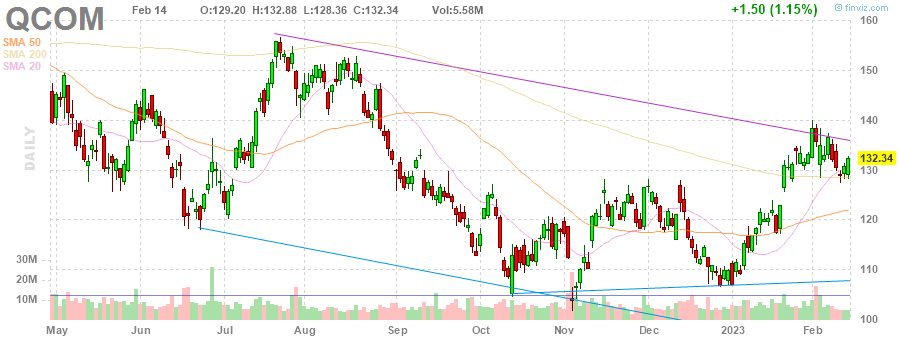 QCOM Feb 14 O:129.20 H:132.88 L:128.36 C:132.34 Vol:5.58M +1.50 (1.15%) © finviz.com
SMA 50
SMA 200
SMA 20
DAILY
160
150
140
132.34
130
120
110
100
30M
20M
10M
May Jun Jul Aug Sep Oct Nov Dec 2023 Feb